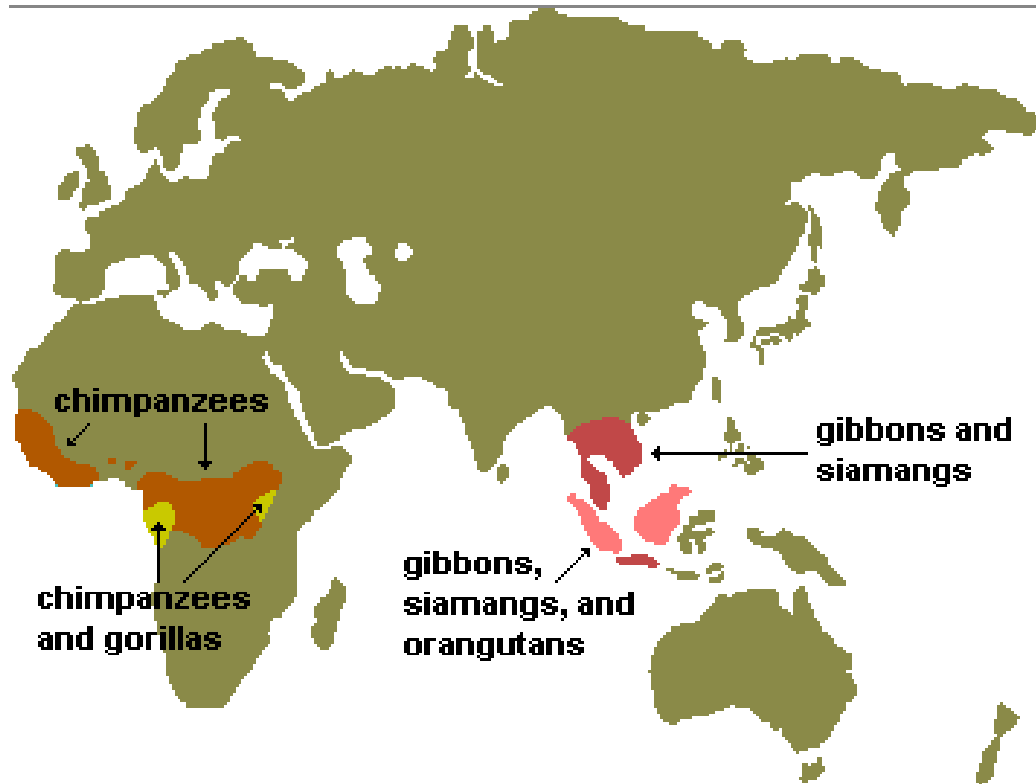 chimpanzees
gibbons and
siamangs
gibbons,
siamangs, and
orangutans
chimpanzees
and gorillas